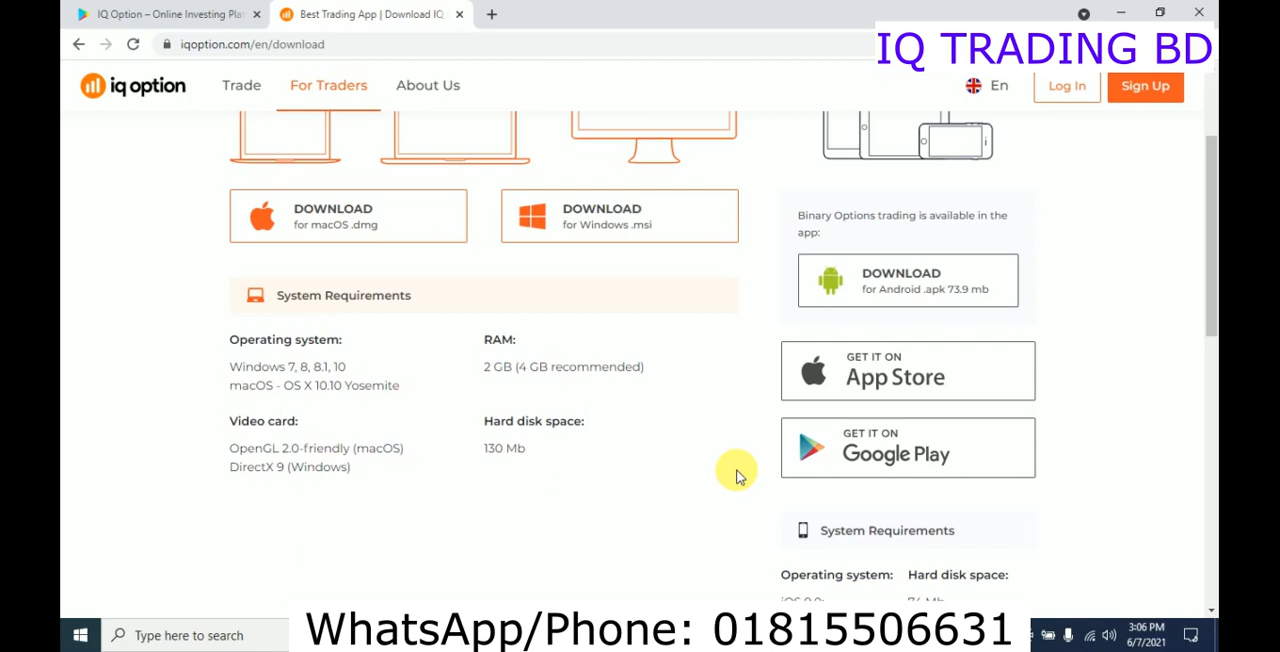 IQ Option – Online Investing Pla
Best Trading App | Download IQ
iqoption.com/en/download
IQ TRADING BD
iq option
Trade
For Traders
About Us
En
Log In
Sign Up
DOWNLOAD
for macOS .dmg
DOWNLOAD
for Windows .msi
Binary Options trading is available in the
app:
DOWNLOAD
for Android .apk 73.9 mb
System Requirements
Operating system:
Windows 7, 8, 8.1, 10
macOS - OS X 10.10 Yosemite
RAM:
2 GB (4 GB recommended)
Video card:
OpenGL 2.0-friendly (macOS)
DirectX 9 (Windows)
Hard disk space:
130 Mb
GET IT ON
App Store
GET IT ON
Google Play
System Requirements
Operating system:
Hard disk space:
Type here to search
WhatsApp/Phone: 01815506631
3:06 PM
6/7/2021